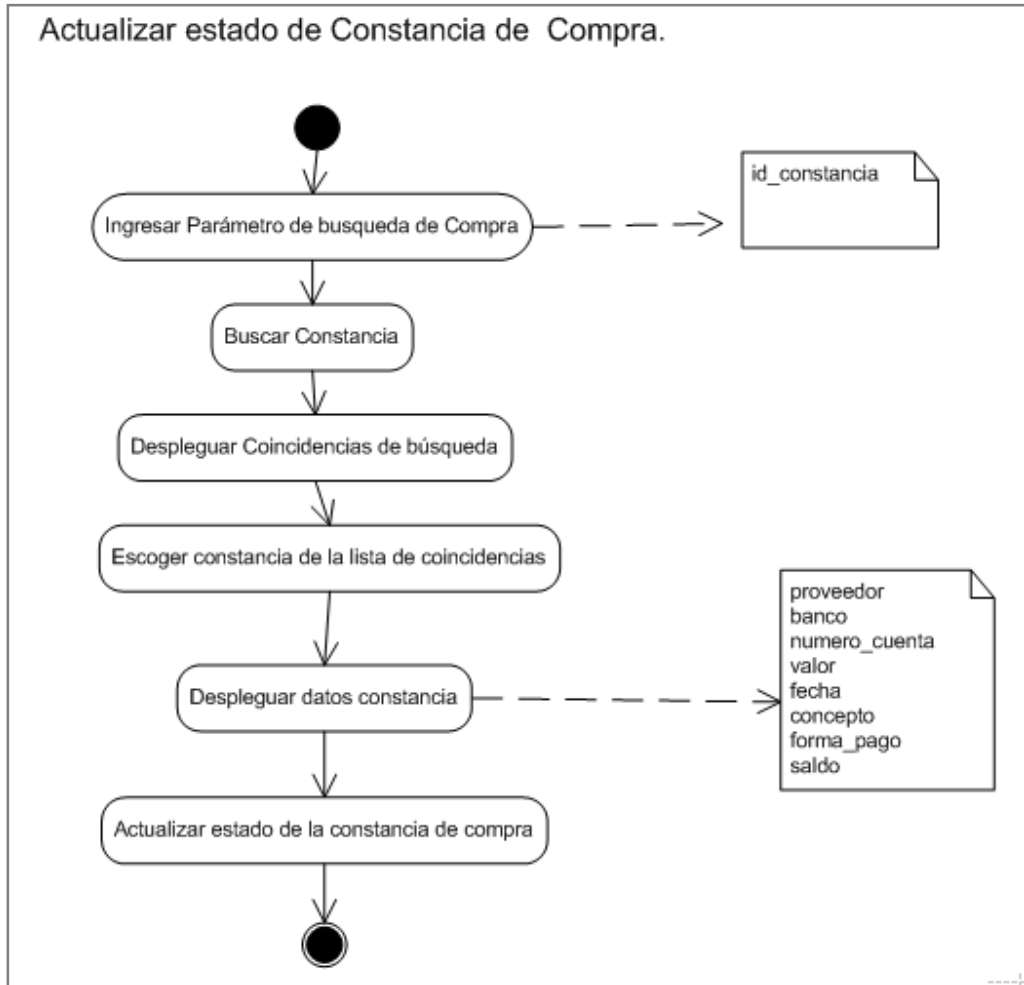 Actualizar estado de Constancia de Compra.
Ingresar Parámetro de busqueda de Compra
id_constancia
Buscar Constancia
Despleguar Coincidencias de búsqueda
Escoger constancia de la lista de coincidencias
Despleguar datos constancia
proveedor
banco
numero_cuenta
valor
fecha
concepto
forma_pago
saldo
Actualizar estado de la constancia de compra